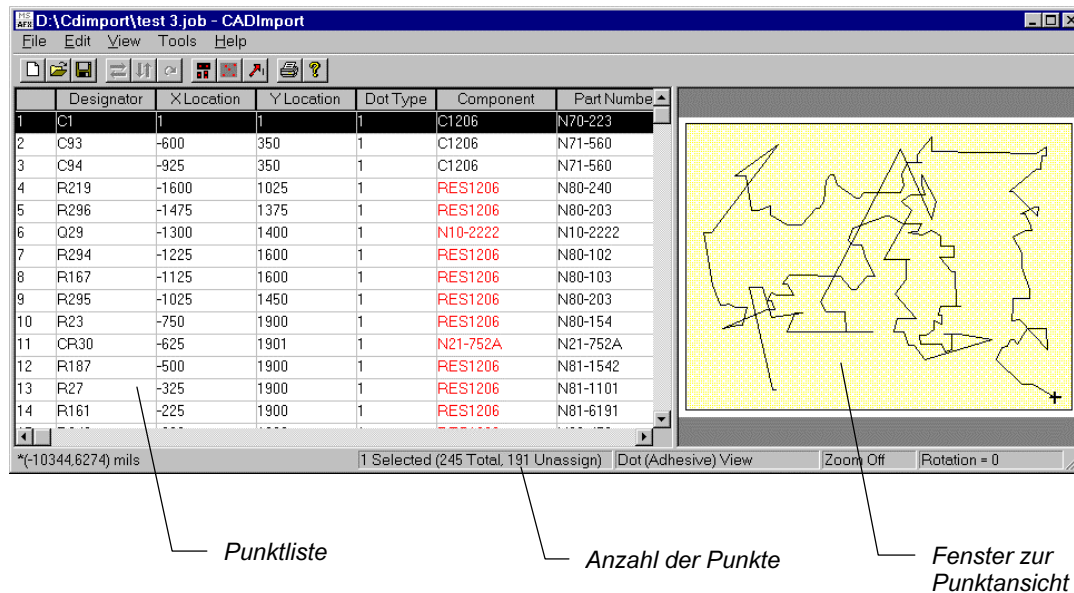 MS AFX D:\Cdimport\test 3.job - CADImport
File Edit View Tools Help
Designator X Location Y Location Dot Type Component Part Numbe
1 C1 1 1 1 C1206 N70-223
2 C93 -600 350 1 C1206 N71-560
3 C94 -925 350 1 C1206 N71-560
4 R219 -1600 1025 1 RES1206 N80-240
5 R296 -1475 1375 1 RES1206 N80-203
6 Q29 -1300 1400 1 N10-2222 N10-2222
7 R294 -1225 1600 1 RES1206 N80-102
8 R167 -1125 1600 1 RES1206 N80-103
9 R295 -1025 1450 1 RES1206 N80-203
10 R23 -750 1900 1 RES1206 N80-154
11 CR30 -625 1901 1 N21-752A N21-752A
12 R187 -500 1900 1 RES1206 N81-1542
13 R27 -325 1900 1 RES1206 N81-1101
14 R161 -225 1900 1 RES1206 N81-6191
*(-10344,6274) mils 1 Selected (245 Total, 191 Unassign) Dot (Adhesive) View Zoom Off Rotation = 0
Punktliste
Anzahl der Punkte
Fenster zur
Punktansicht